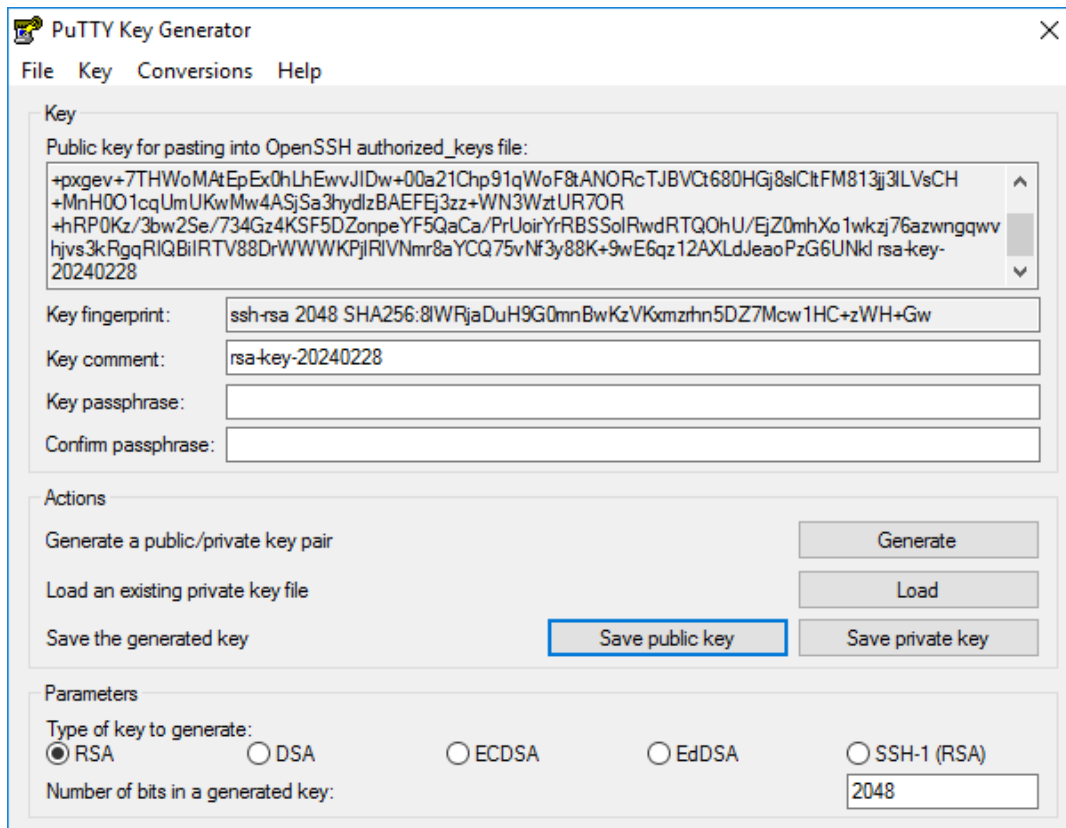 PuTTY Key Generator
File Key Conversions Help
Key
Public key for pasting into OpenSSH authorized_keys file:
+pxgev+7THWoMAtEpEx0hLhEwvJIDw+00a21Chp91qWoF8tANORcTJBVCt680HGj8slCItFM813jj3ILVsCH
+MnH0O1cqUmUKwMw4ASjSa3hydIzBAEFEj3zz+WN3WztUR7OR
+hRP0Kz/3bw2Se/734Gz4KSF5DZonpeYF5QaCa/PrUoirYrRBSSolRwdRTQOhU/EjZ0mhXo1wkzj76azwngqwv
hjvs3kRgqRIQBilRTV88DrWWWKPjlRlVNmr8aYCQ75vNf3y88K+9wE6qz12AXLdJeaoPzG6UNkl rsa-key-
20240228
Key fingerprint: ssh-rsa 2048 SHA256:8lWRjaDuH9G0mnBwKzVKxmzrhn5DZ7Mcw1HC+zWH+Gw
Key comment: rsa-key-20240228
Key passphrase:
Confirm passphrase:
Actions
Generate a public/private key pair Generate
Load an existing private key file Load
Save the generated key Save public key Save private key
Parameters
Type of key to generate:
RSA DSA ECDSA EdDSA SSH-1 (RSA)
Number of bits in a generated key: 2048